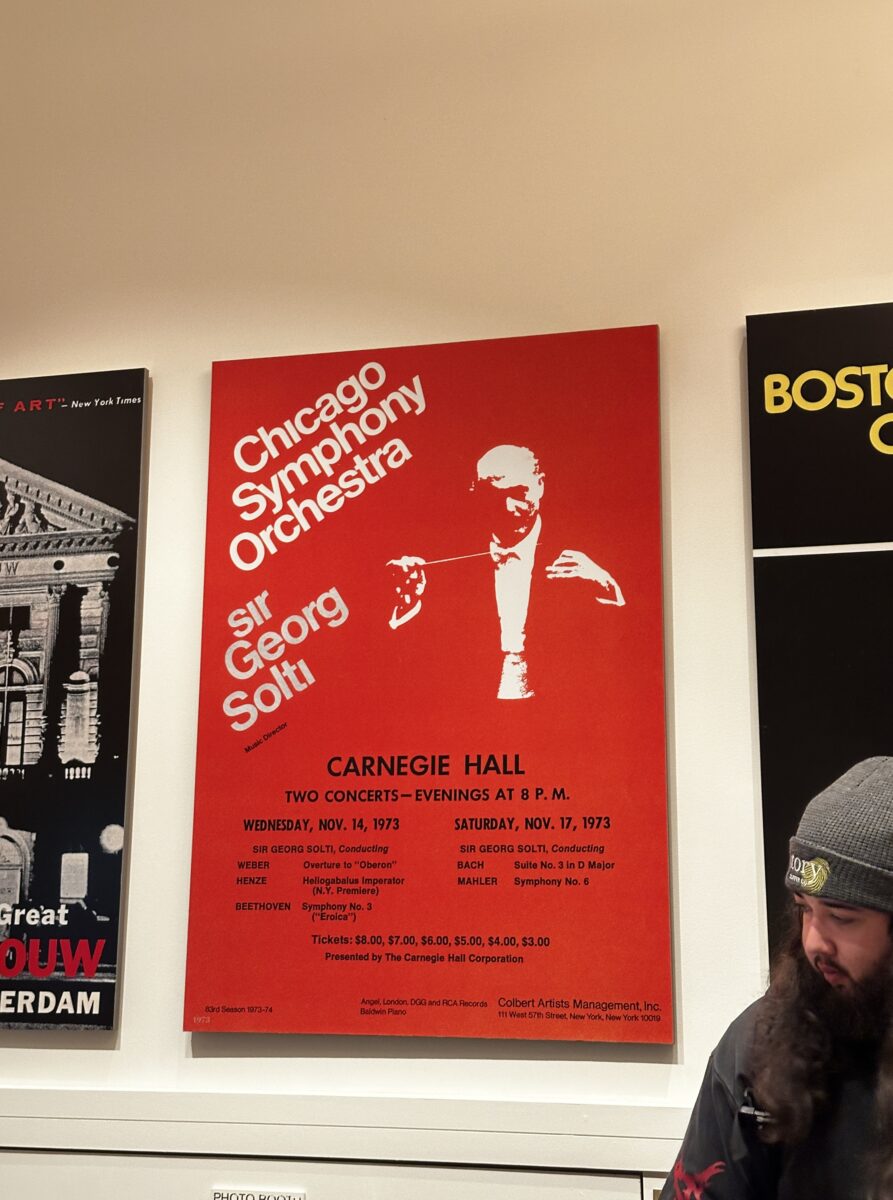 F ART" – New York Times
Great
OUW
ERDAM
Chicago
Symphony
Orchestra
Sir
Georg
Solti
Music Director
CARNEGIE HALL
TWO CONCERTS—EVENINGS AT 8 P. M.
WEDNESDAY, NOV. 14, 1973
SIR GEORG SOLTI, Conducting
WEBER Overture to "Oberon"
HENZE Heliogabalus Imperator
(N.Y. Premiere)
BEETHOVEN Symphony No. 3
("Eroica")
SATURDAY, NOV. 17, 1973
SIR GEORG SOLTI, Conducting
BACH Suite No. 3 in D Major
MAHLER Symphony No. 6
Tickets: $8.00, $7.00, $6.00, $5.00, $4.00, $3.00
Presented by The Carnegie Hall Corporation
83rd Season 1973-74
1973
Angel, London, DGG and RCA Records
Baldwin Piano
Colbert Artists Management, Inc.
111 West 57th Street, New York, New York 10019
BOSTO
tory
PHOTO BOOTH